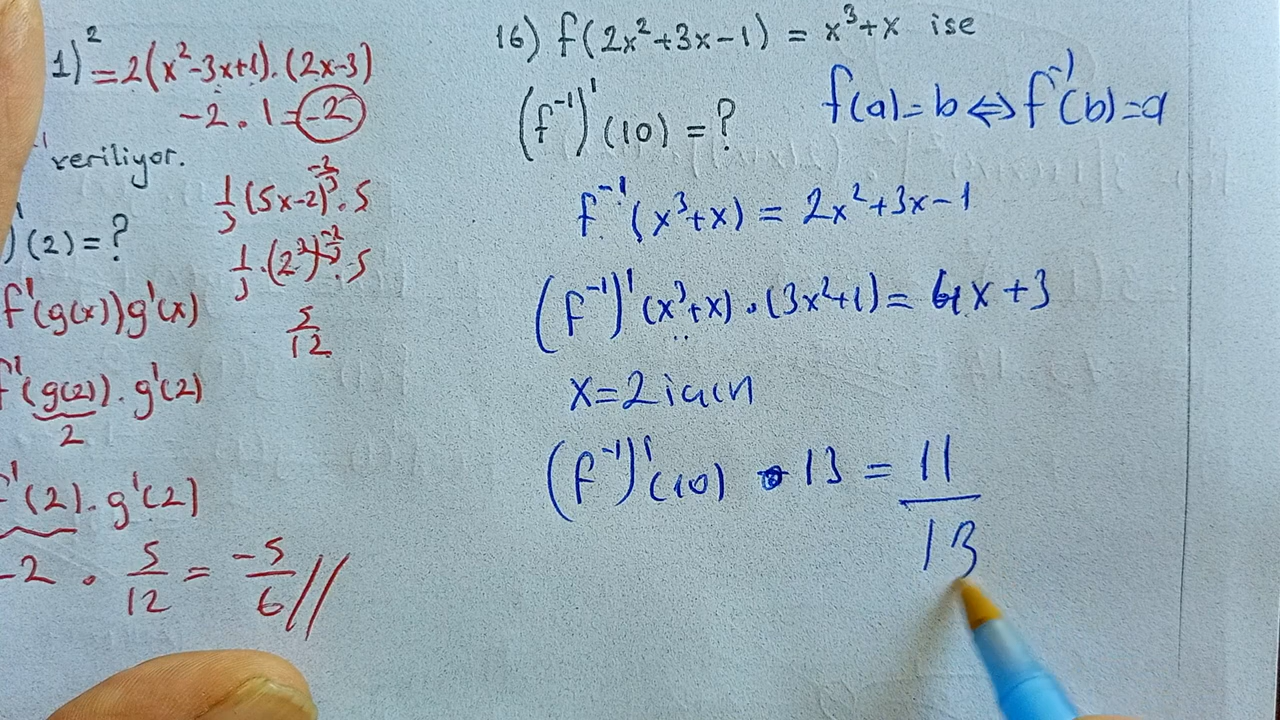 1)² = 2(x²-3x+1).(2x-3)
-2 . 1 = -2
veriliyor.
)'(2) = ?
1/3 (5x-2)^(-2/3) . 5
1/3 . (2³)^(-2/3) . 5
5/12
f'(g(x)) g'(x)
f'(g(2)) . g'(2)
2
f'(2) . g'(2)
-2 . 5/12 = -5/6 //
16) f(2x²+3x-1) = x³+x ise
(f⁻¹)'(10) = ?
f(a)=b ⇔ f⁻¹(b)=a
f⁻¹(x³+x) = 2x²+3x-1
(f⁻¹)'(x³+x) . (3x²+1) = 4x+3
x=2 için
(f⁻¹)'(10) . 13 = 11/13